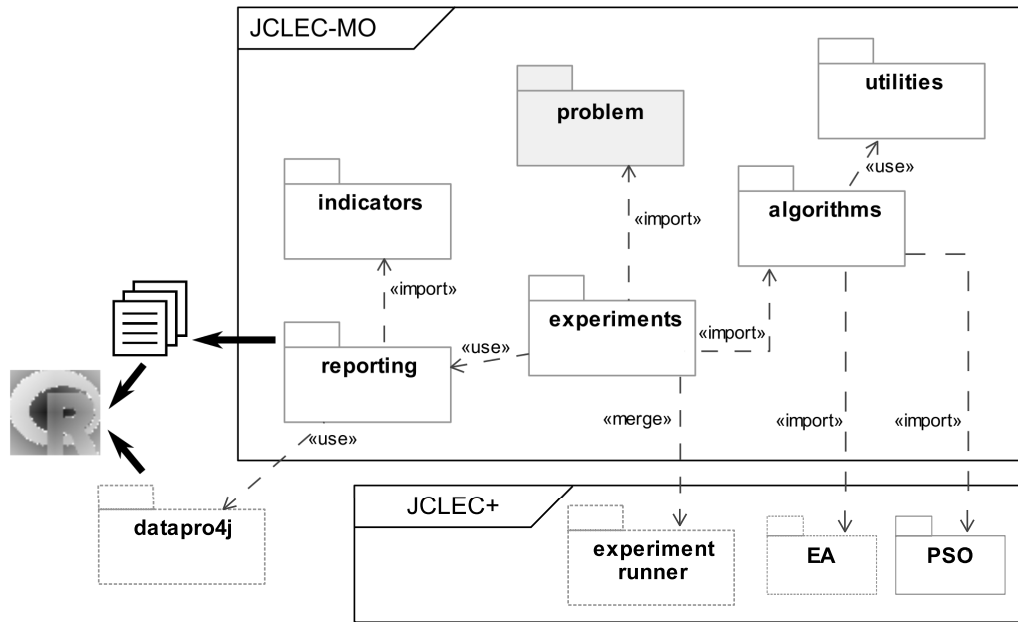 JCLEC-MO
utilities
problem
«use»
indicators
algorithms
«import»
«import»
experiments
«import»
«use»
reporting
«use»
«merge»
«import»
«import»
R
datapro4j
JCLEC+
experiment
runner
EA
PSO